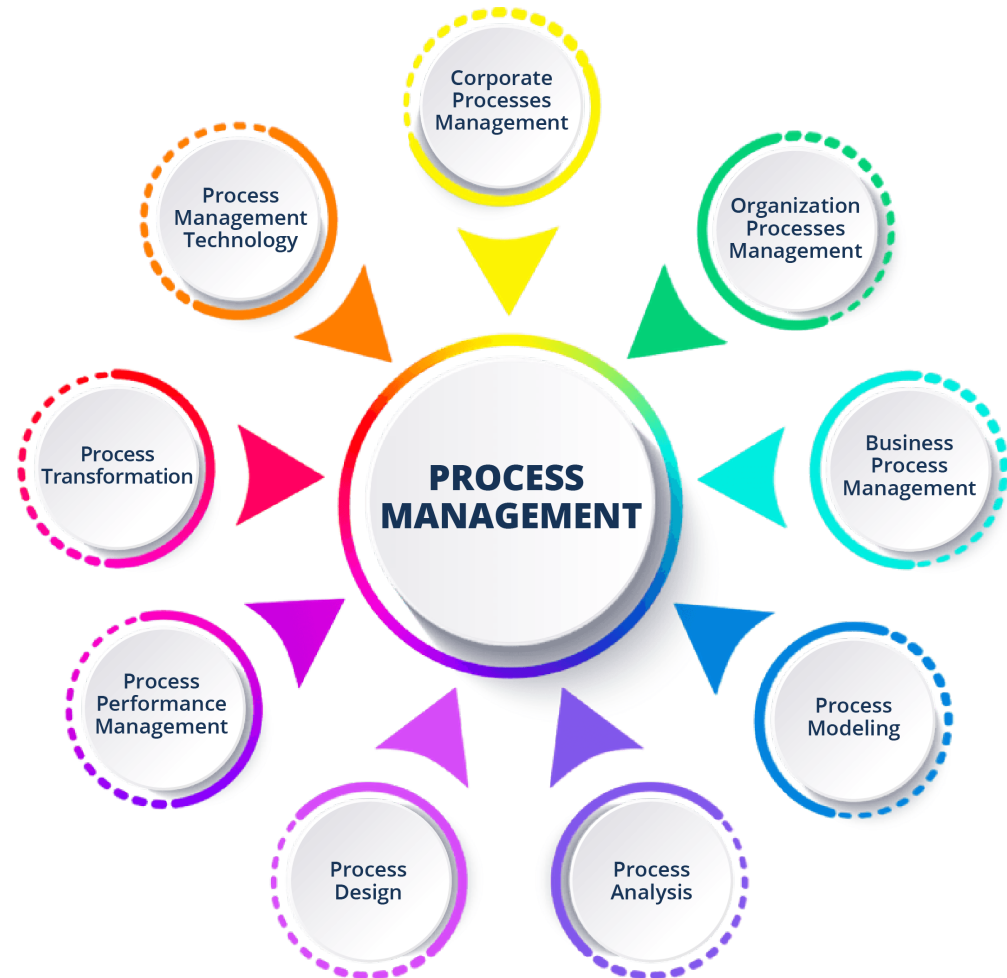 Corporate
Processes
Management
Organization
Processes
Management
Business
Process
Management
Process
Modeling
Process
Analysis
Process
Design
Process
Performance
Management
Process
Transformation
Process
Management
Technology
PROCESS
MANAGEMENT